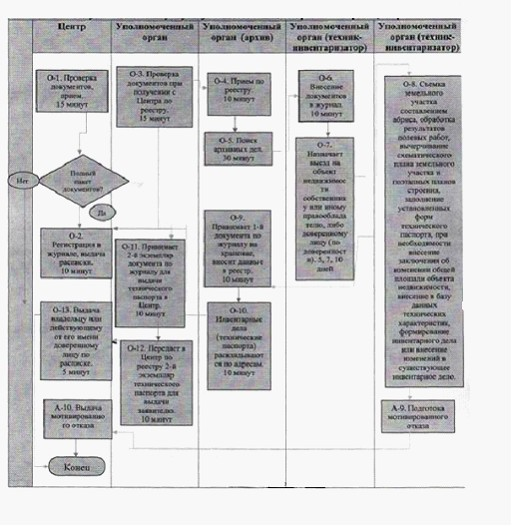 Центр
Уполномоченный
орган
Уполномоченный
орган (архив)
Уполномоченный
орган (техник-
инвентаризатор)
Уполномоченный
орган (техник-
инвентаризатор)
О-1. Проверка
документов,
прием.
15 минут
Полный
пакет
документов?
Нет
Да
О-2.
Регистрация в
журнале, выдача
расписки.
10 минут
О-13. Выдача
владельцу или
действующему
от его имени
доверенному
лицу по
расписке.
5 минут
А-10. Выдача
мотивированно
го отказа
Конец
О-3. Проверка
документов при
получении с
Центра по
реестру.
15 минут
О-11. Принимает
2-й экземпляр
документа по
журналу для
выдачи
технического
паспорта в
Центр.
10 минут
О-12. Передает в
Центр по
реестру 2-й
экземпляр
технического
паспорта для
выдачи
заявителю.
10 минут
О-4. Прием по
реестру
10 минут
О-5. Поиск
архивных дел.
30 минут
О-9.
Принимает 1-й
документа по
журналу на
хранение,
вносит данные
в реестр.
10 минут
О-10.
Инвентарные
дела
(технические
паспорта)
раскладывают
ся по адресам.
10 минут
О-6.
Внесение
документов
в журнал
10 минут
О-7.
Назначает
выезд на
объект
недвижимос
ти
собственник
у или иному
правооблада
телю, либо
доверенному
лицу (по
доверенност
и). 5, 7, 10
дней
О-8. Съемка
земельного
участка
составлением
абриса, обработка
результатов
полевых работ,
вычерчивание
схематического
плана земельного
участка и
поэтажных планов
строения,
заполнение
установленных
форм
технического
паспорта, при
необходимости
внесение
заключения об
изменении общей
площади объекта
недвижимости,
внесение в базу
данных
технических
характеристик,
формирование
инвентарного дела
или внесение
изменений в
существующее
инвентарное дело.
А-9. Подготовка
мотивированного
отказа